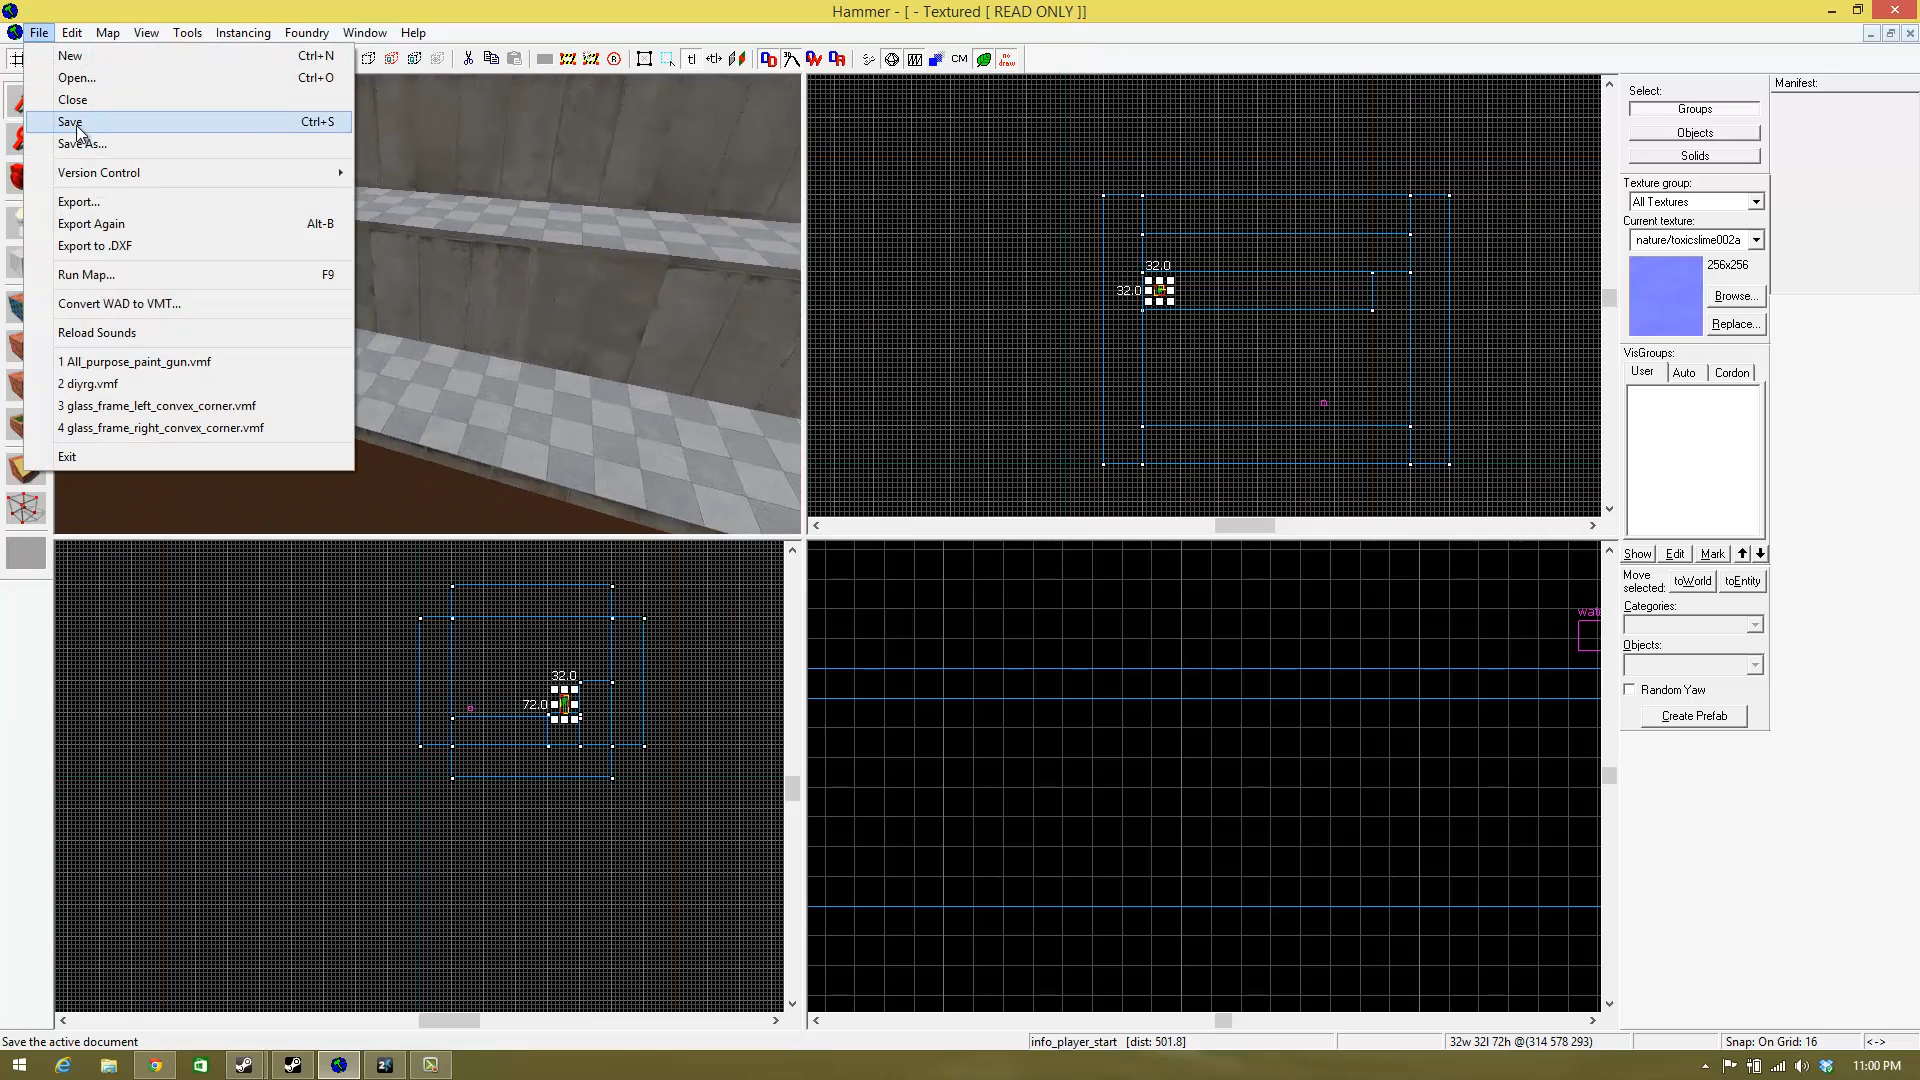 Hammer - [ - Textured [ READ ONLY ]]
File Edit Map View Tools Instancing Foundry Window Help
New Ctrl+N
Open... Ctrl+O
Close
Save Ctrl+S
Save As...
Version Control
Export...
Export Again Alt-B
Export to .DXF
Run Map... F9
Convert WAD to VMT...
Reload Sounds
1 All_purpose_paint_gun.vmf
2 diyrg.vmf
3 glass_frame_left_convex_corner.vmf
4 glass_frame_right_convex_corner.vmf
Exit
tl
CM
no draw
32.0
32.0
32.0
72.0
Select:
Groups
Objects
Solids
Texture group:
All Textures
Current texture:
nature/toxicslime002a
256x256
Browse...
Replace...
VisGroups:
User Auto Cordon
Show Edit Mark
Move selected: toWorld toEntity
Categories:
Objects:
Random Yaw
Create Prefab
Manifest:
Save the active document
info_player_start [dist: 501.8]
32w 32l 72h @(314 578 293)
Snap: On Grid: 16
<->
11:00 PM